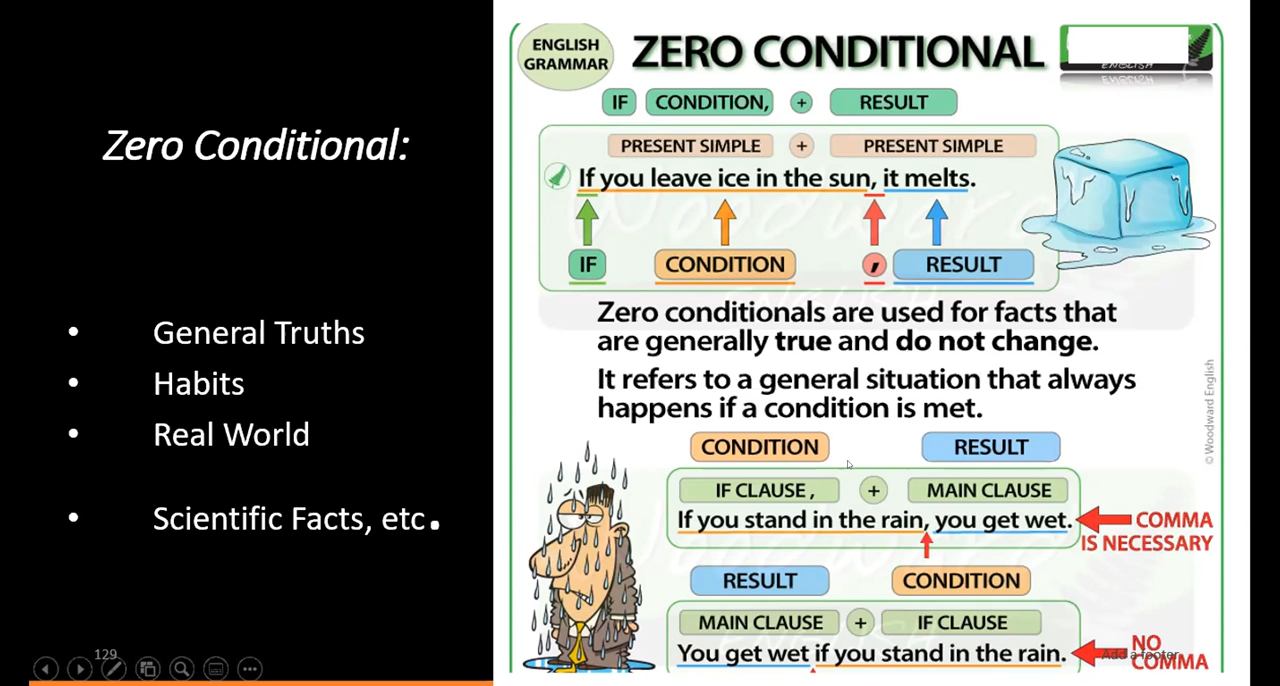 Zero Conditional:
• General Truths
• Habits
• Real World
• Scientific Facts, etc.
129
ENGLISH
GRAMMAR
ZERO CONDITIONAL
ENGLISH
IF CONDITION, + RESULT
PRESENT SIMPLE + PRESENT SIMPLE
If you leave ice in the sun, it melts.
IF CONDITION , RESULT
Zero conditionals are used for facts that
are generally true and do not change.
It refers to a general situation that always
happens if a condition is met.
© Woodward English
CONDITION RESULT
IF CLAUSE , + MAIN CLAUSE
If you stand in the rain, you get wet.
COMMA
IS NECESSARY
RESULT CONDITION
MAIN CLAUSE + IF CLAUSE
You get wet if you stand in the rain.
NO
COMMA
Add a footer